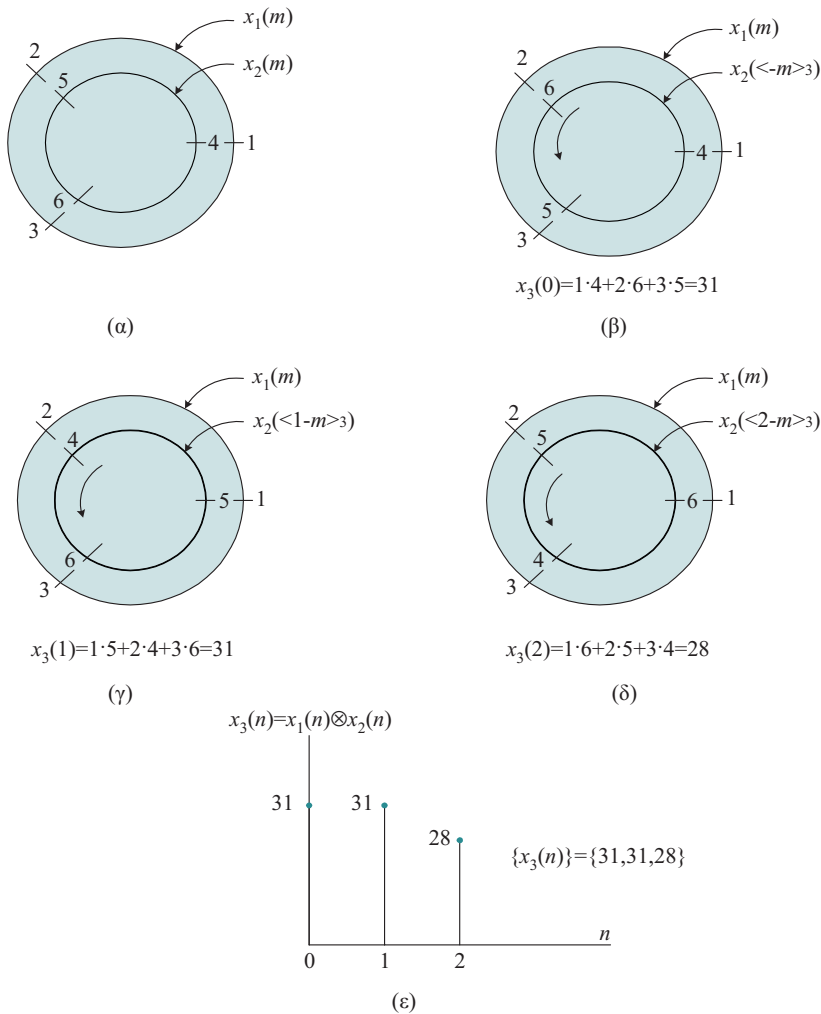 x₁(m)
x₂(m)
2
5
4
1
6
3
(α)
x₁(m)
x₂(<-m>₃)
2
6
4
1
5
3
x₃(0)=1·4+2·6+3·5=31
(β)
x₁(m)
x₂(<1-m>₃)
2
4
5
1
6
3
x₃(1)=1·5+2·4+3·6=31
(γ)
x₁(m)
x₂(<2-m>₃)
2
5
6
1
4
3
x₃(2)=1·6+2·5+3·4=28
(δ)
x₃(n)=x₁(n)⊗x₂(n)
31
31
28
{x₃(n)}={31,31,28}
n
0 1 2
(ε)